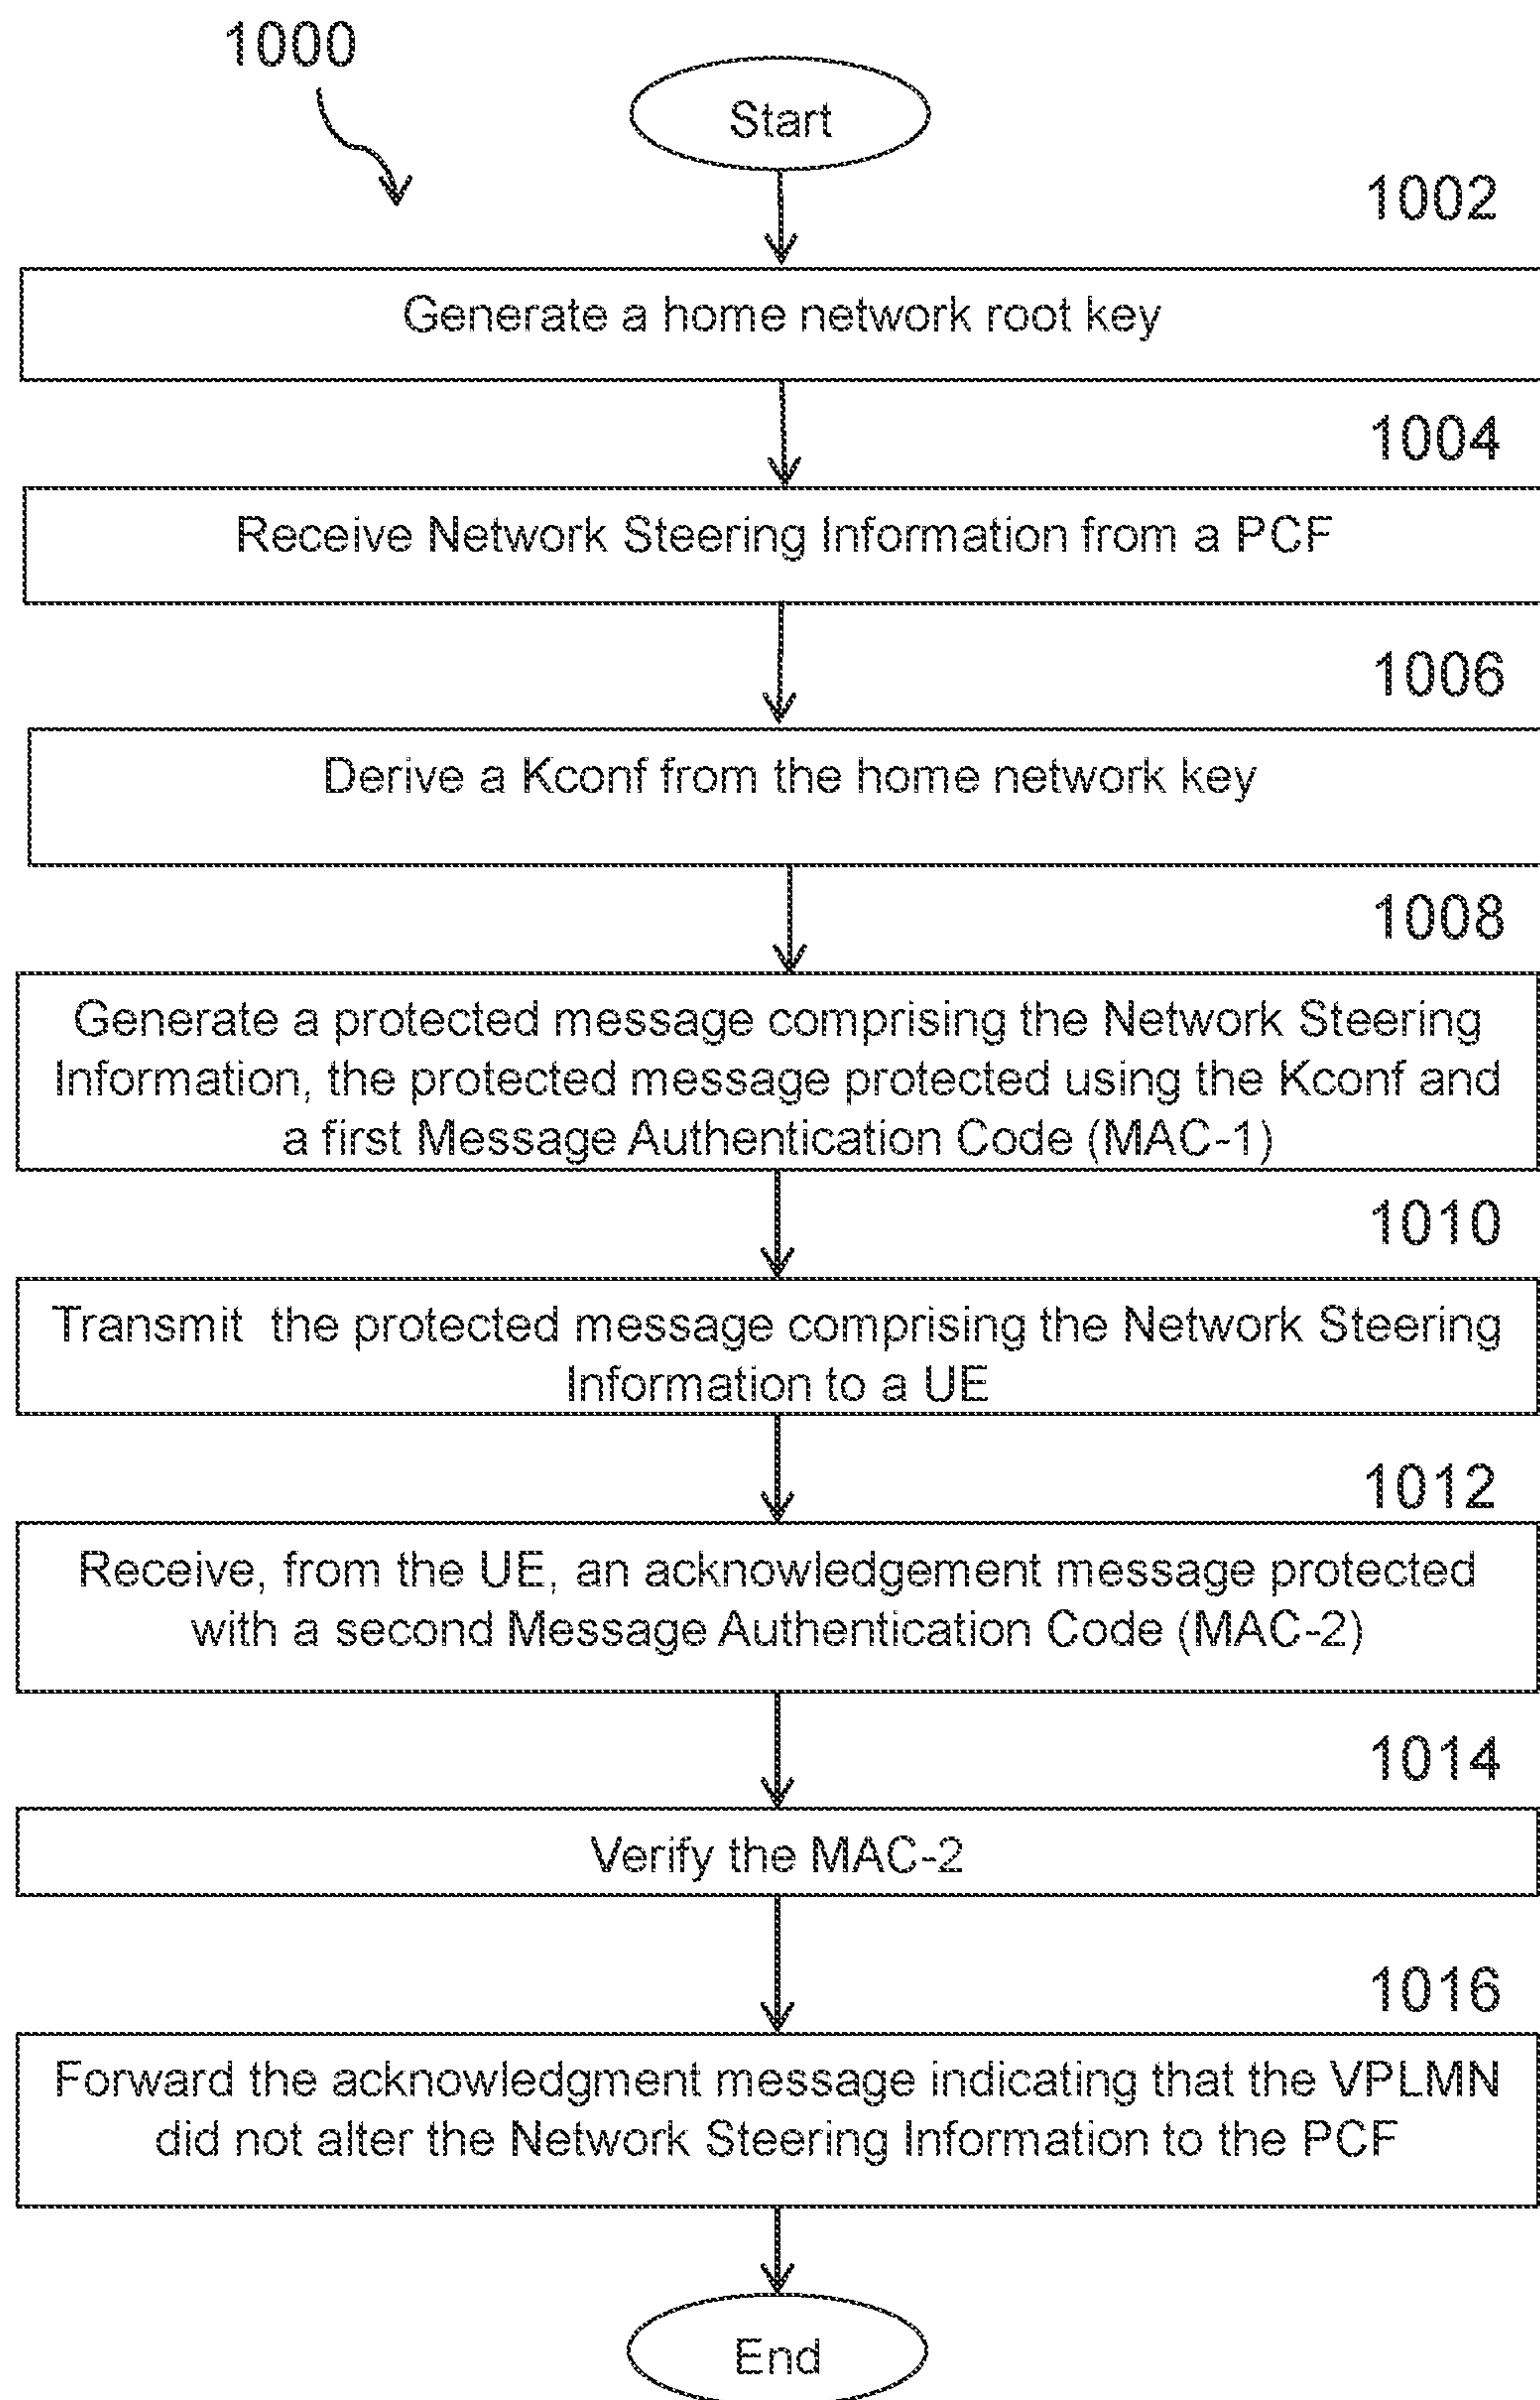 1000
Start
1002
Generate a home network root key
1004
Receive Network Steering Information from a PCF
1006
Derive a Kconf from the home network key
1008
Generate a protected message comprising the Network Steering
Information, the protected message protected using the Kconf and
a first Message Authentication Code (MAC-1)
1010
Transmit the protected message comprising the Network Steering
Information to a UE
1012
Receive, from the UE, an acknowledgement message protected
with a second Message Authentication Code (MAC-2)
1014
Verify the MAC-2
1016
Forward the acknowledgment message indicating that the VPLMN
did not alter the Network Steering Information to the PCF
End